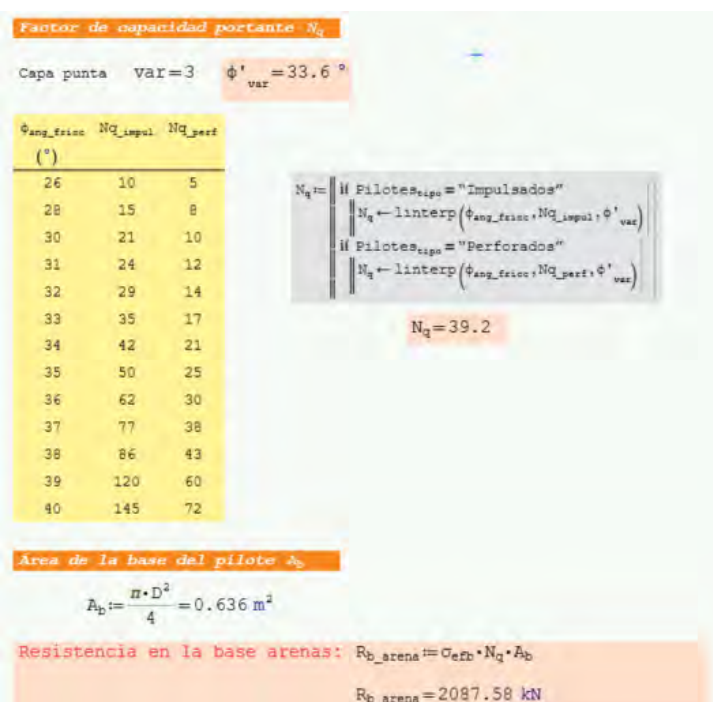 Factor de capacidad portante Nq
Capa punta var=3 ϕ'var=33.6 °
ϕang_fricc Nq_impul Nq_perf
(°)
26 10 5
28 15 8
30 21 10
31 24 12
32 29 14
33 35 17
34 42 21
35 50 25
36 62 30
37 77 38
38 86 43
39 120 60
40 145 72
Nq:= if Pilotestipo="Impulsados"
Nq←linterp(ϕang_fricc,Nq_impul,ϕ'var)
if Pilotestipo="Perforados"
Nq←linterp(ϕang_fricc,Nq_perf,ϕ'var)
Nq=39.2
Área de la base del pilote Ab
Ab:= π·D²/4 =0.636 m²
Resistencia en la base arenas: Rb_arena:=σefb·Nq·Ab
Rb_arena=2087.58 kN